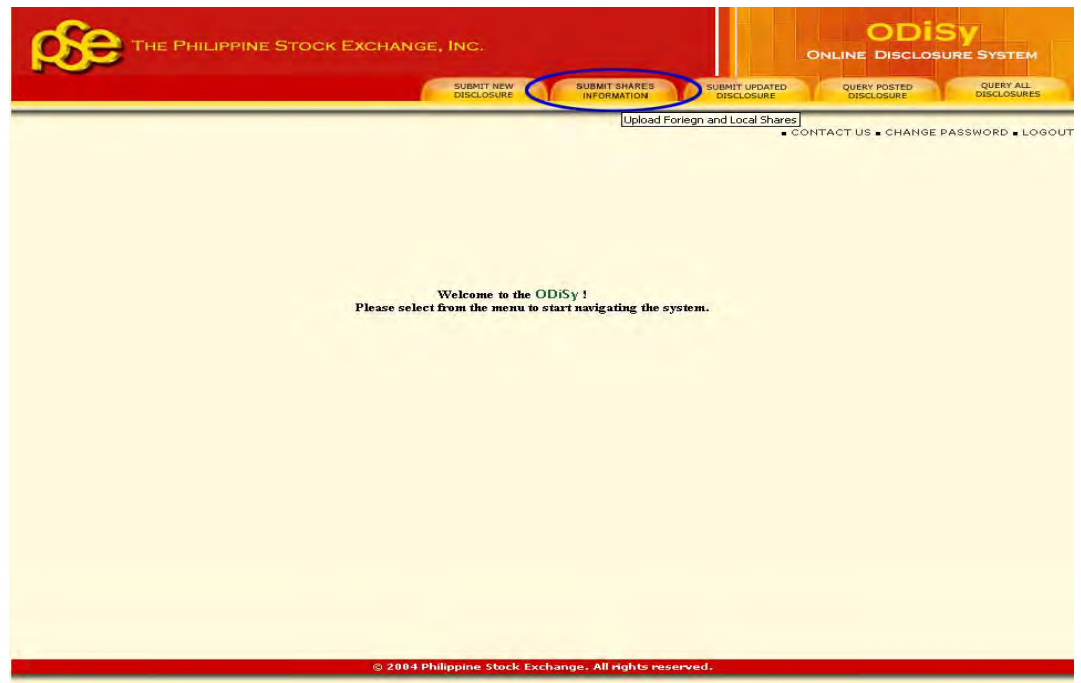 pse THE PHILIPPINE STOCK EXCHANGE, INC.
ODiSy
ONLINE DISCLOSURE SYSTEM
SUBMIT NEW DISCLOSURE
SUBMIT SHARES INFORMATION
SUBMIT UPDATED DISCLOSURE
QUERY POSTED DISCLOSURE
QUERY ALL DISCLOSURES
Upload Foriegn and Local Shares
▪ CONTACT US ▪ CHANGE PASSWORD ▪ LOGOUT
Welcome to the ODiSy !
Please select from the menu to start navigating the system.
© 2004 Philippine Stock Exchange. All rights reserved.